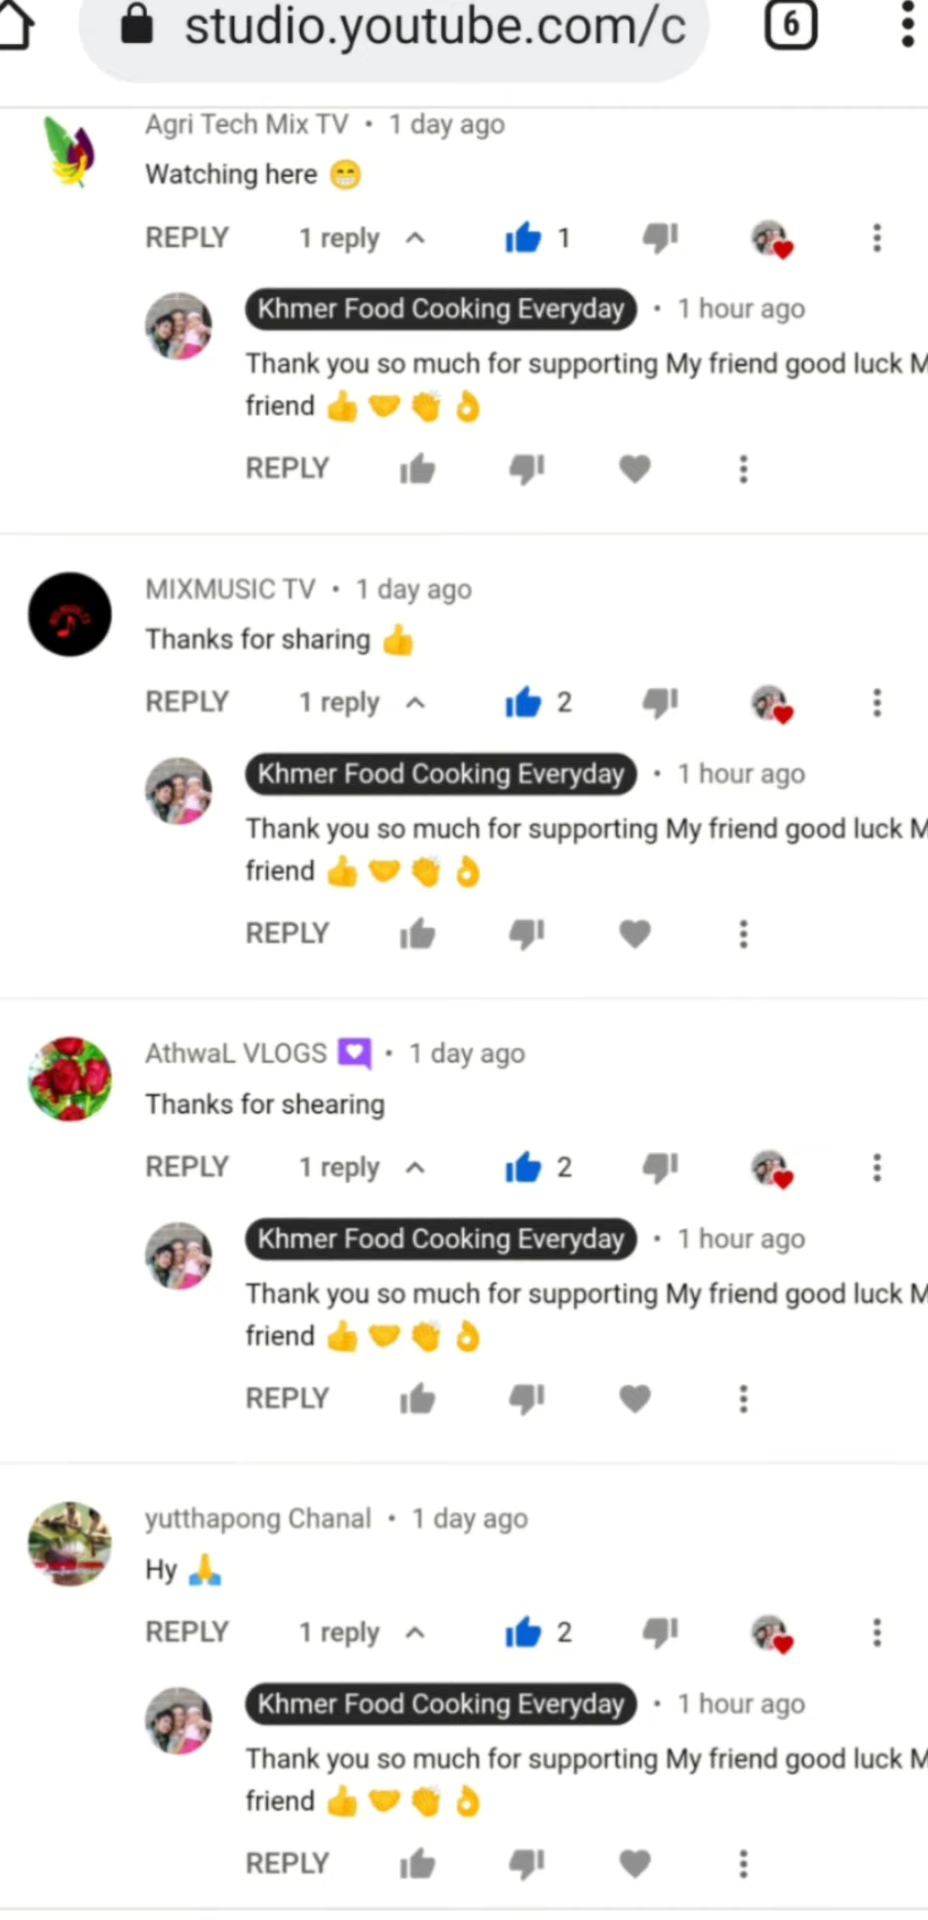 studio.youtube.com/c
6
Agri Tech Mix TV • 1 day ago
Watching here 😁
REPLY 1 reply 1
Khmer Food Cooking Everyday • 1 hour ago
Thank you so much for supporting My friend good luck M
friend 👍🤝👏👌
REPLY
MIXMUSIC TV • 1 day ago
Thanks for sharing 👍
REPLY 1 reply 2
Khmer Food Cooking Everyday • 1 hour ago
Thank you so much for supporting My friend good luck M
friend 👍🤝👏👌
REPLY
AthwaL VLOGS • 1 day ago
Thanks for shearing
REPLY 1 reply 2
Khmer Food Cooking Everyday • 1 hour ago
Thank you so much for supporting My friend good luck M
friend 👍🤝👏👌
REPLY
yutthapong Chanal • 1 day ago
Hy 🙏
REPLY 1 reply 2
Khmer Food Cooking Everyday • 1 hour ago
Thank you so much for supporting My friend good luck M
friend 👍🤝👏👌
REPLY